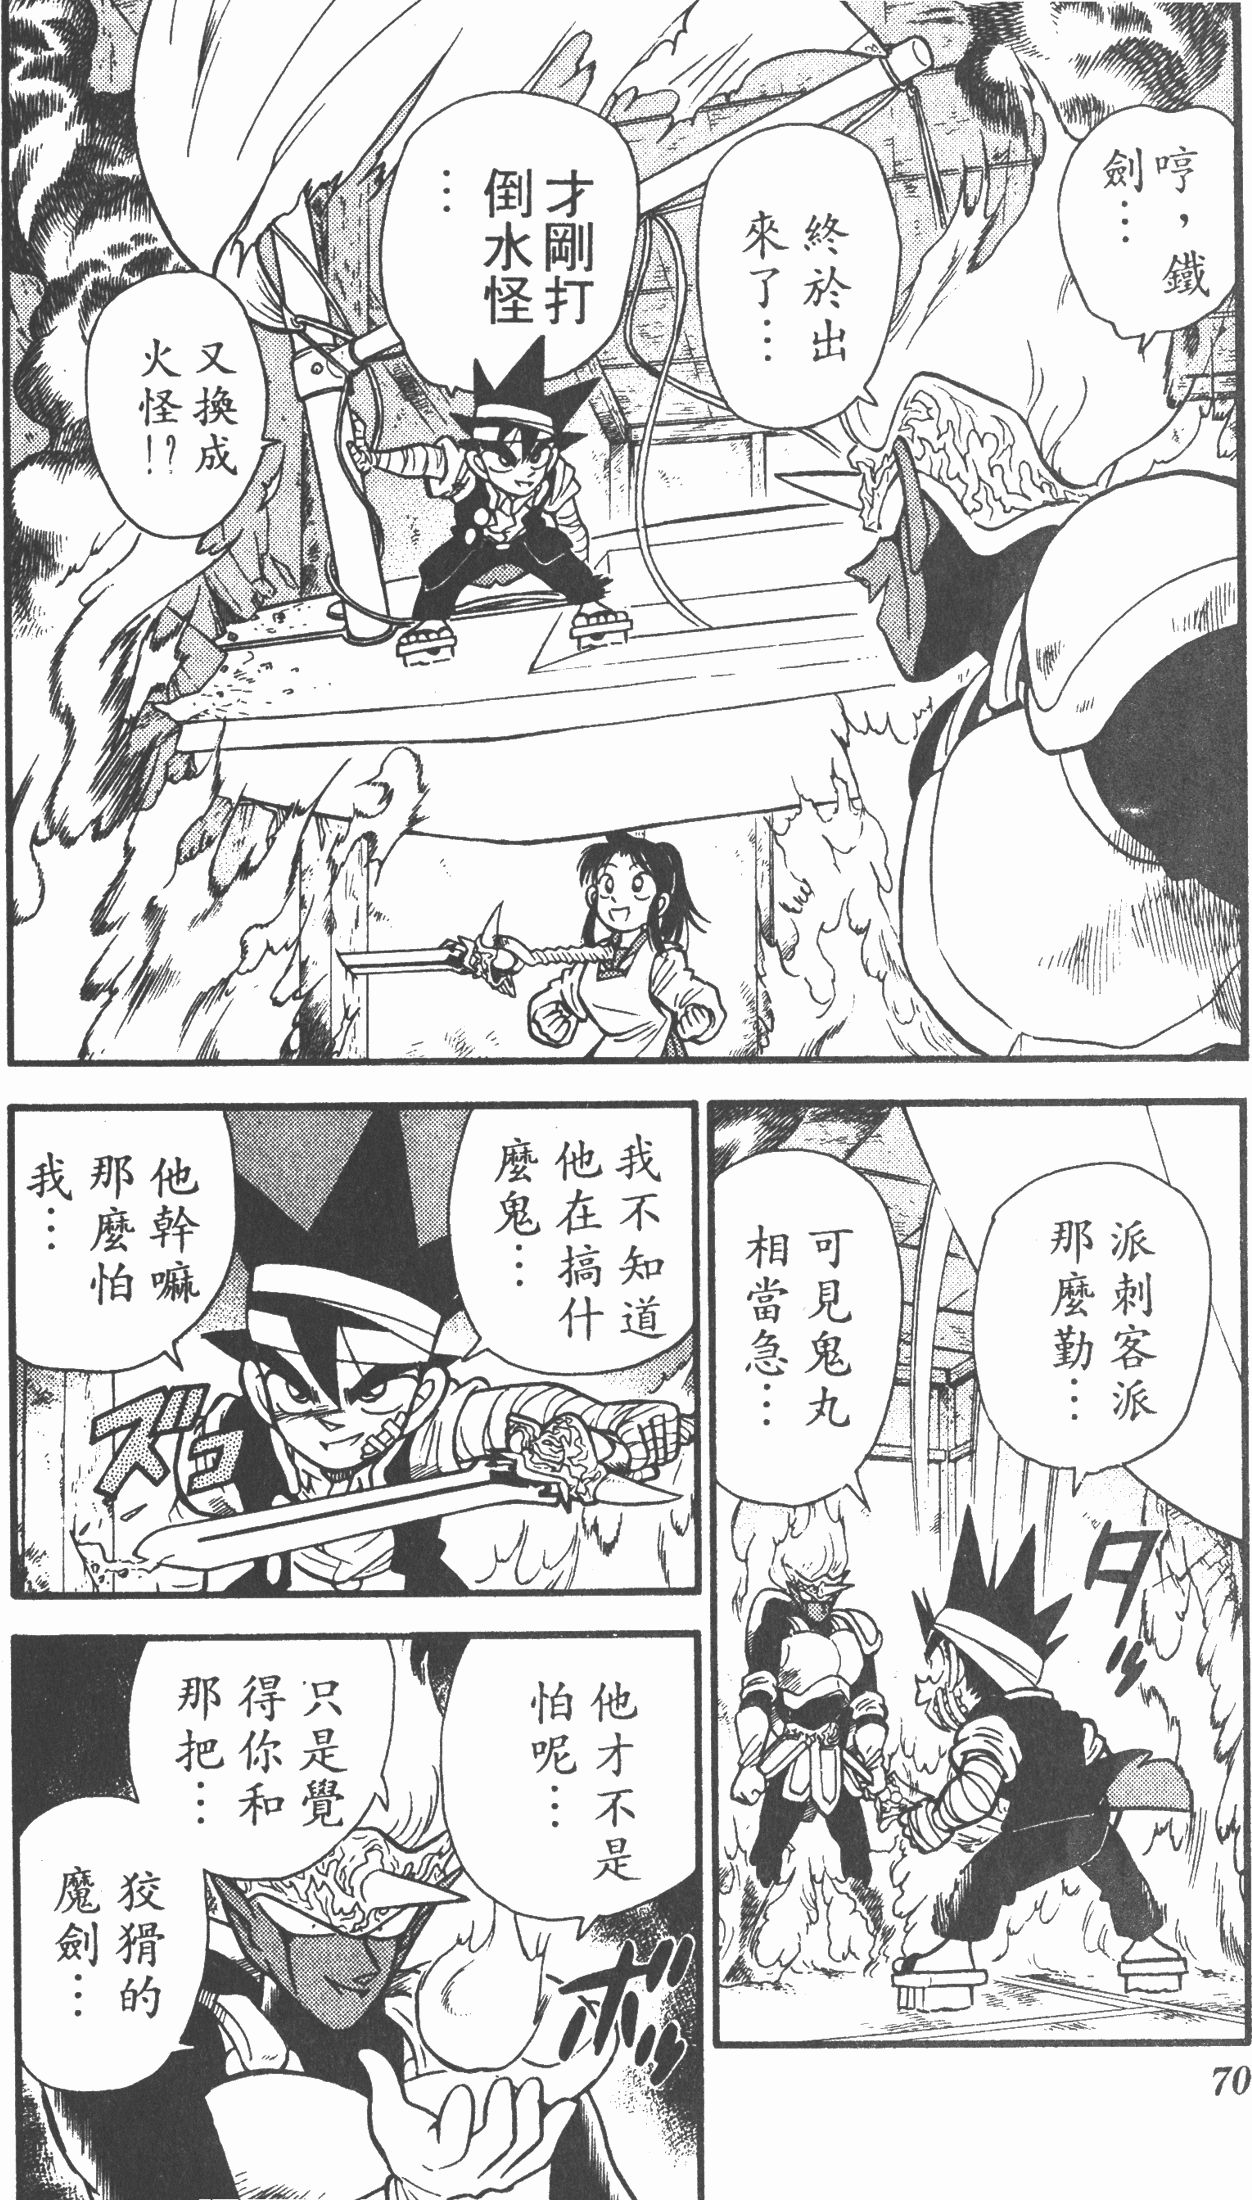 哼，鐵
劍…
終於出
來了…
才剛打
倒水怪
…
又換成
火怪!?
派刺客派
那麼勤…
可見鬼丸
相當急…
タッ
我不知道
他在搞什
麼鬼…
他幹嘛
那麼怕
我…
ズコ
他才不是
怕呢…
只是覺
得你和
那把…
狡猾的
魔劍…
ボボッ
70